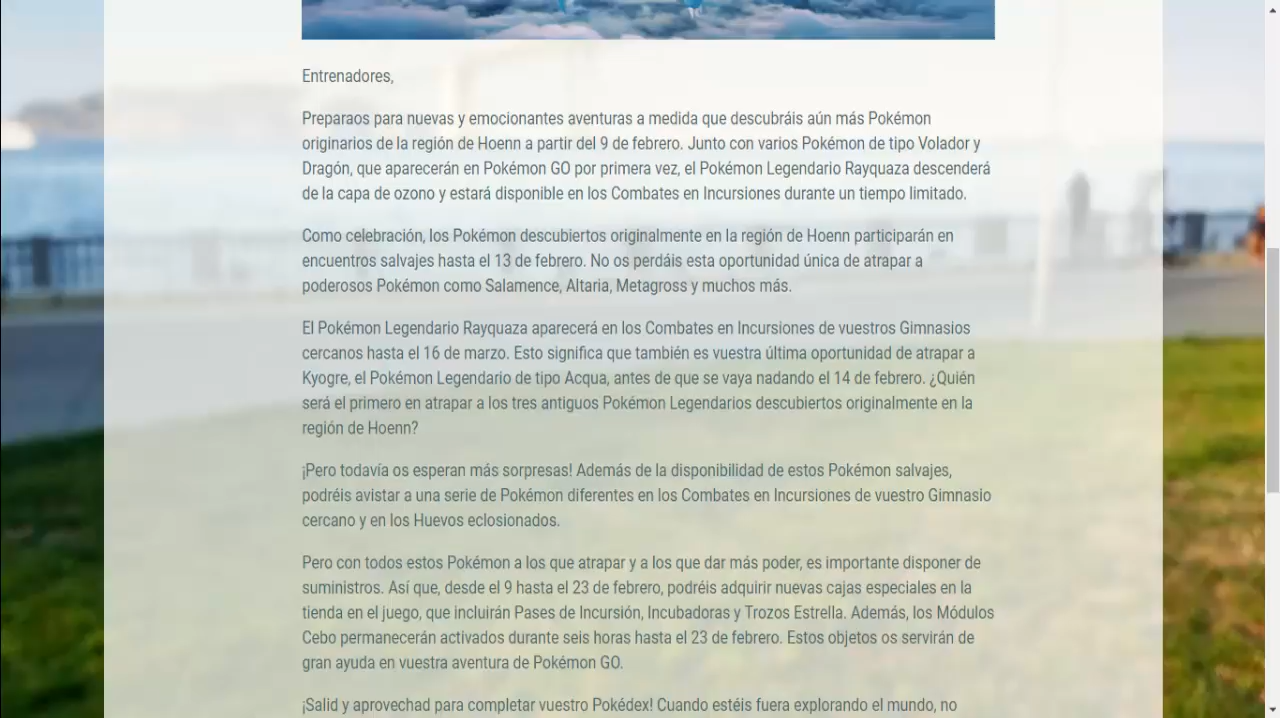 Entrenadores,
Preparaos para nuevas y emocionantes aventuras a medida que descubráis aún más Pokémon
originarios de la región de Hoenn a partir del 9 de febrero. Junto con varios Pokémon de tipo Volador y
Dragón, que aparecerán en Pokémon GO por primera vez, el Pokémon Legendario Rayquaza descenderá
de la capa de ozono y estará disponible en los Combates en Incursiones durante un tiempo limitado.
Como celebración, los Pokémon descubiertos originalmente en la región de Hoenn participarán en
encuentros salvajes hasta el 13 de febrero. No os perdáis esta oportunidad única de atrapar a
poderosos Pokémon como Salamence, Altaria, Metagross y muchos más.
El Pokémon Legendario Rayquaza aparecerá en los Combates en Incursiones de vuestros Gimnasios
cercanos hasta el 16 de marzo. Esto significa que también es vuestra última oportunidad de atrapar a
Kyogre, el Pokémon Legendario de tipo Acqua, antes de que se vaya nadando el 14 de febrero. ¿Quién
será el primero en atrapar a los tres antiguos Pokémon Legendarios descubiertos originalmente en la
región de Hoenn?
¡Pero todavía os esperan más sorpresas! Además de la disponibilidad de estos Pokémon salvajes,
podréis avistar a una serie de Pokémon diferentes en los Combates en Incursiones de vuestro Gimnasio
cercano y en los Huevos eclosionados.
Pero con todos estos Pokémon a los que atrapar y a los que dar más poder, es importante disponer de
suministros. Así que, desde el 9 hasta el 23 de febrero, podréis adquirir nuevas cajas especiales en la
tienda en el juego, que incluirán Pases de Incursión, Incubadoras y Trozos Estrella. Además, los Módulos
Cebo permanecerán activados durante seis horas hasta el 23 de febrero. Estos objetos os servirán de
gran ayuda en vuestra aventura de Pokémon GO.
¡Salid y aprovechad para completar vuestro Pokédex! Cuando estéis fuera explorando el mundo, no